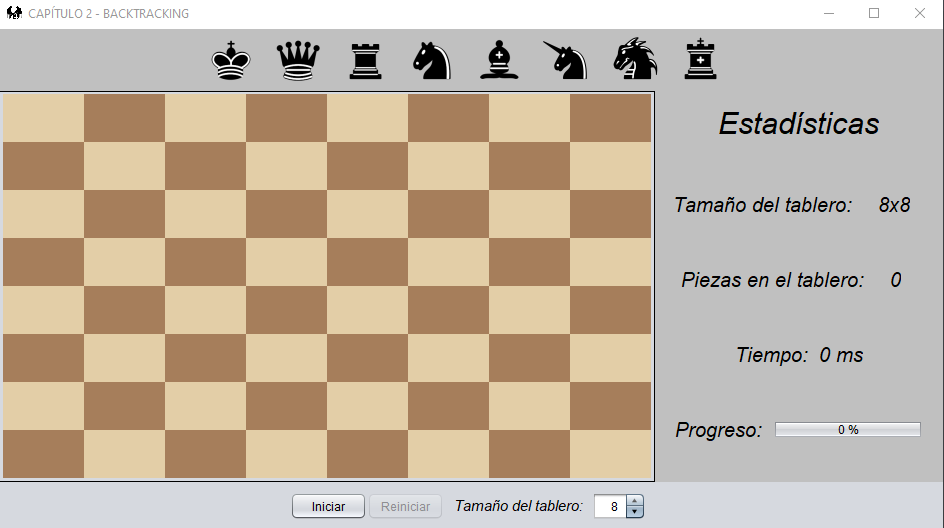 CAPÍTULO 2 - BACKTRACKING
Estadísticas
Tamaño del tablero: 8x8
Piezas en el tablero: 0
Tiempo: 0 ms
Progreso: 0 %
Iniciar Reiniciar Tamaño del tablero: 8